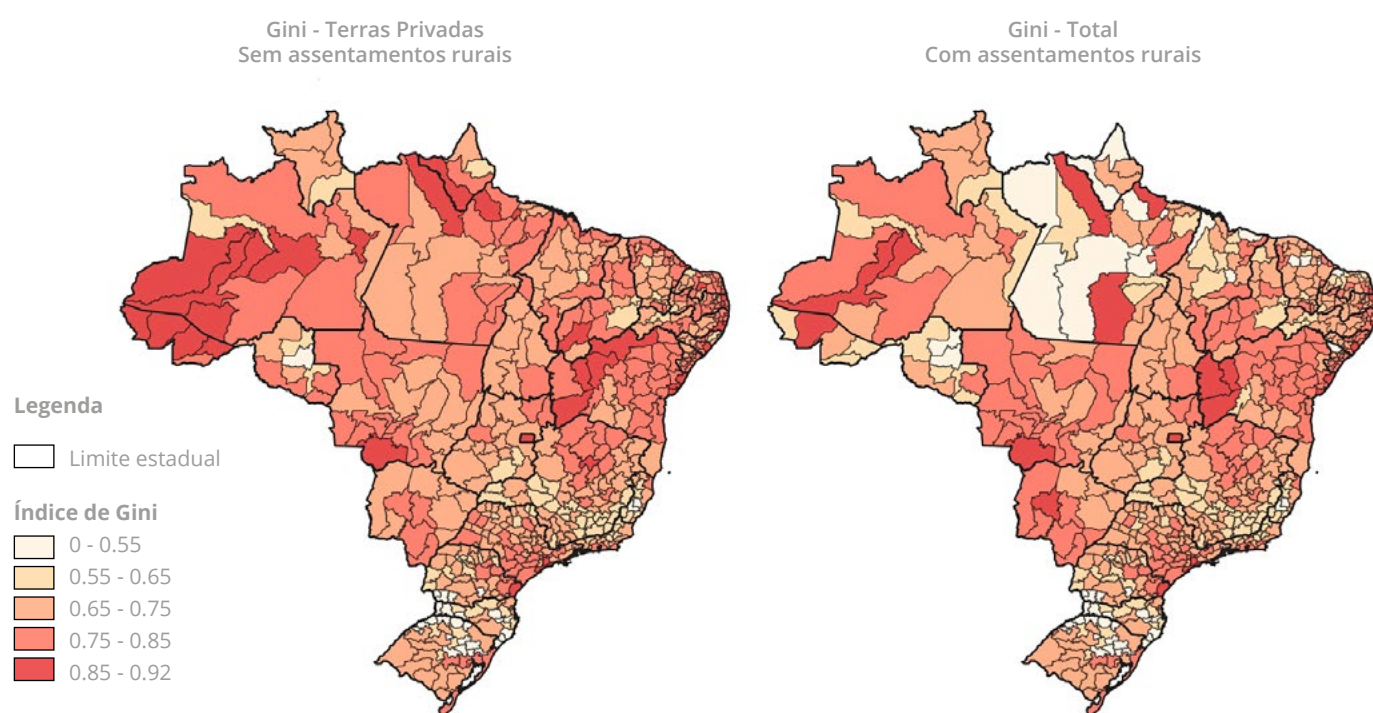 Gini - Terras Privadas
Sem assentamentos rurais
Gini - Total
Com assentamentos rurais
Legenda
Limite estadual
Índice de Gini
0 - 0.55
0.55 - 0.65
0.65 - 0.75
0.75 - 0.85
0.85 - 0.92